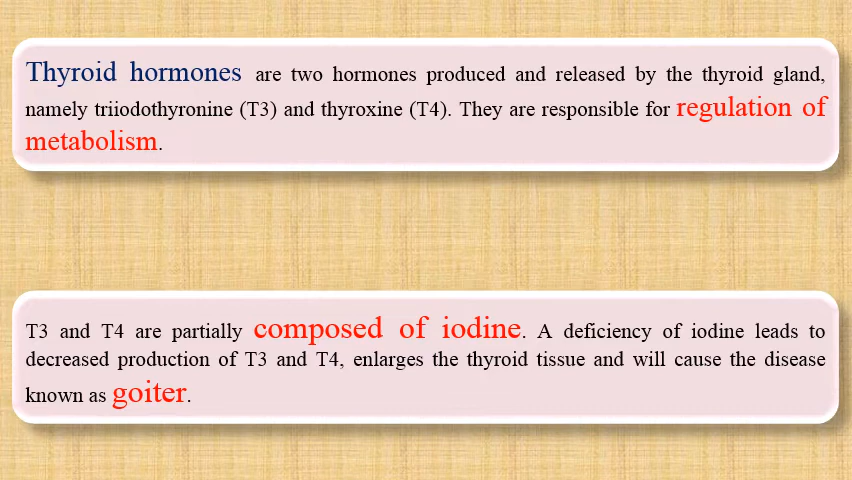 Thyroid hormones are two hormones produced and released by the thyroid gland,
namely triiodothyronine (T3) and thyroxine (T4). They are responsible for regulation of
metabolism.
T3 and T4 are partially composed of iodine. A deficiency of iodine leads to
decreased production of T3 and T4, enlarges the thyroid tissue and will cause the disease
known as goiter.